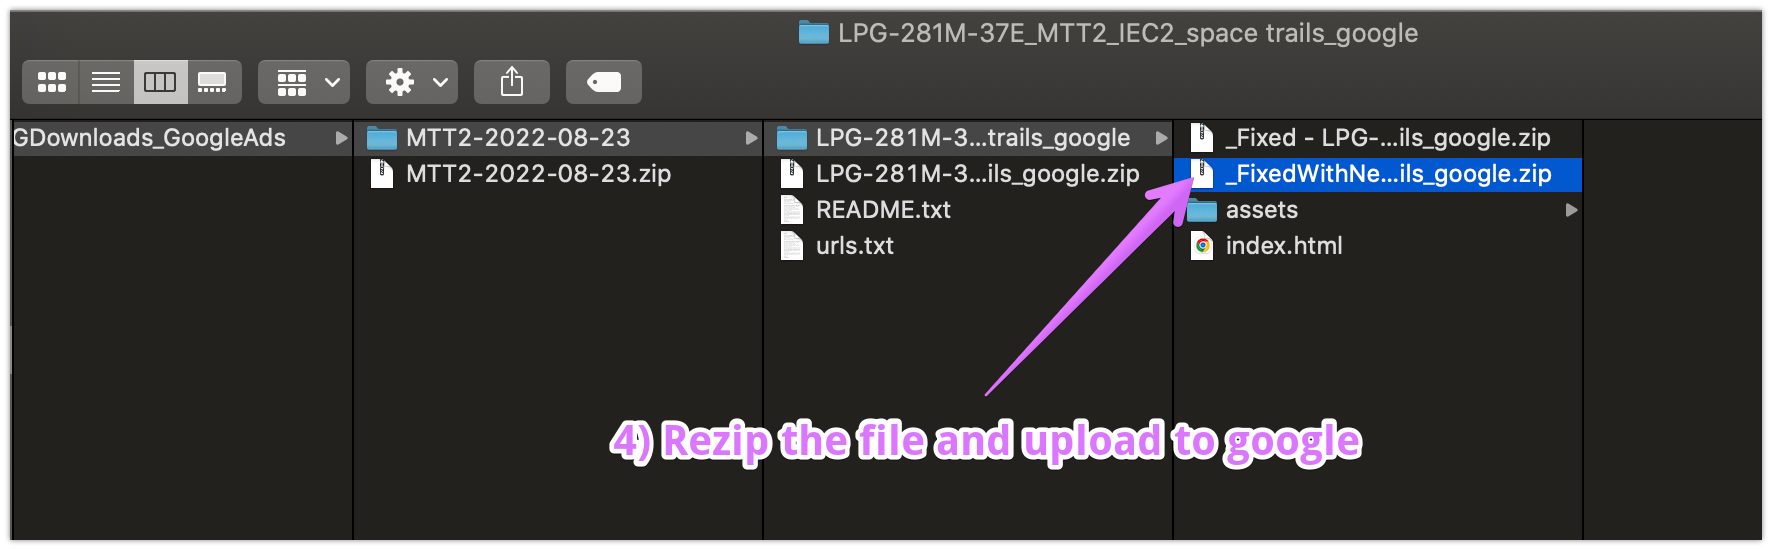 LPG-281M-37E_MTT2_IEC2_space trails_google
GDownloads_GoogleAds
MTT2-2022-08-23
MTT2-2022-08-23.zip
LPG-281M-3...trails_google
LPG-281M-3...ils_google.zip
README.txt
urls.txt
_Fixed - LPG-...ils_google.zip
_FixedWithNe...ils_google.zip
assets
index.html
4) Rezip the file and upload to google